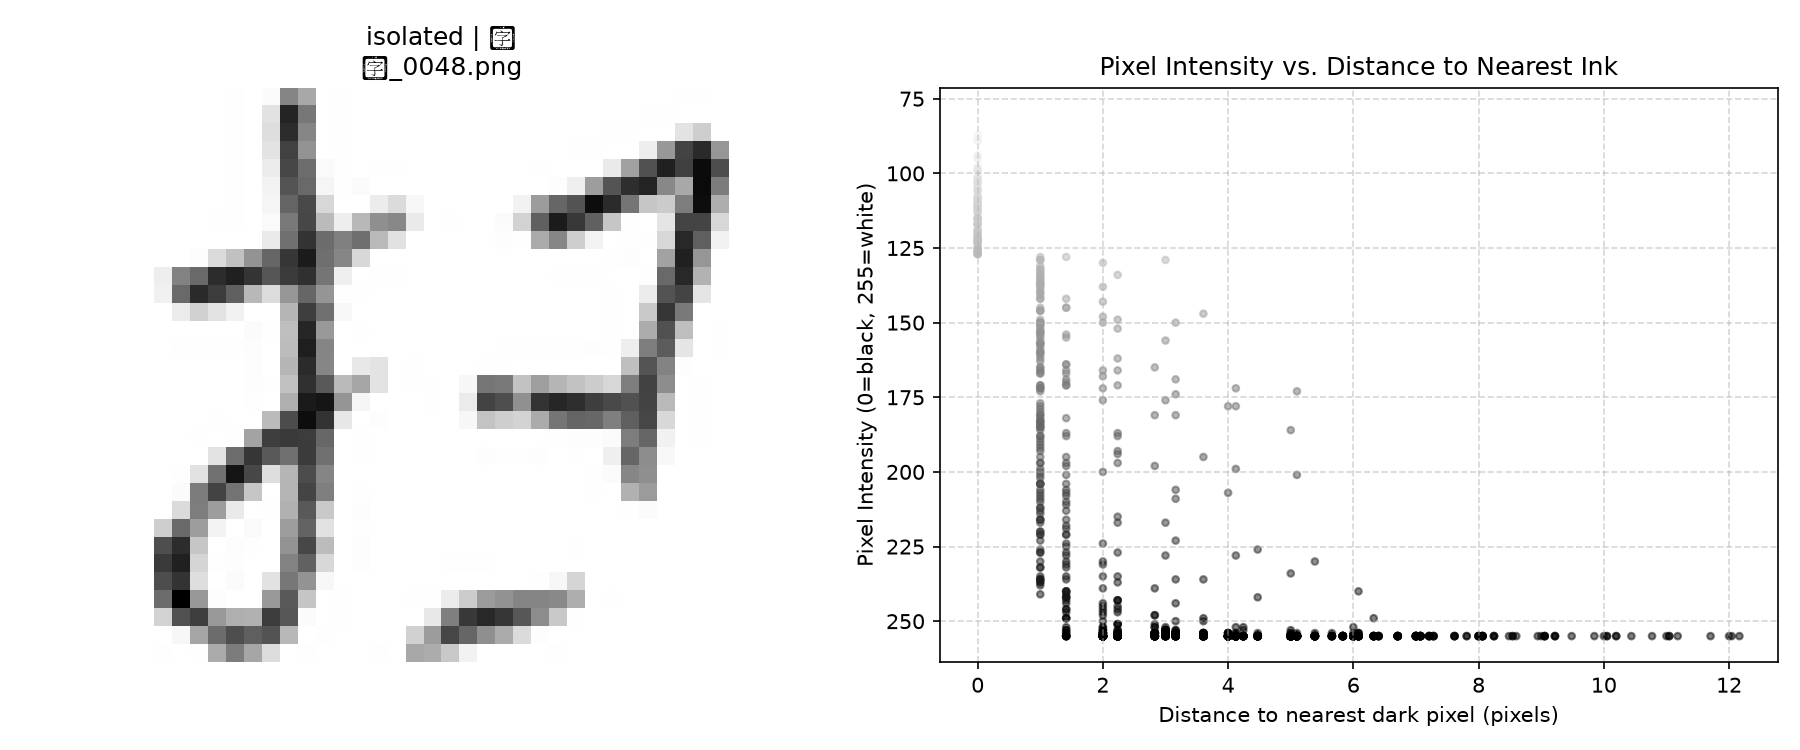 isolated |
_0048.png
扫
Pixel Intensity vs. Distance to Nearest Ink
Pixel Intensity (0=black, 255=white)
75
100
125
150
175
200
225
250
0 2 4 6 8 10 12
Distance to nearest dark pixel (pixels)